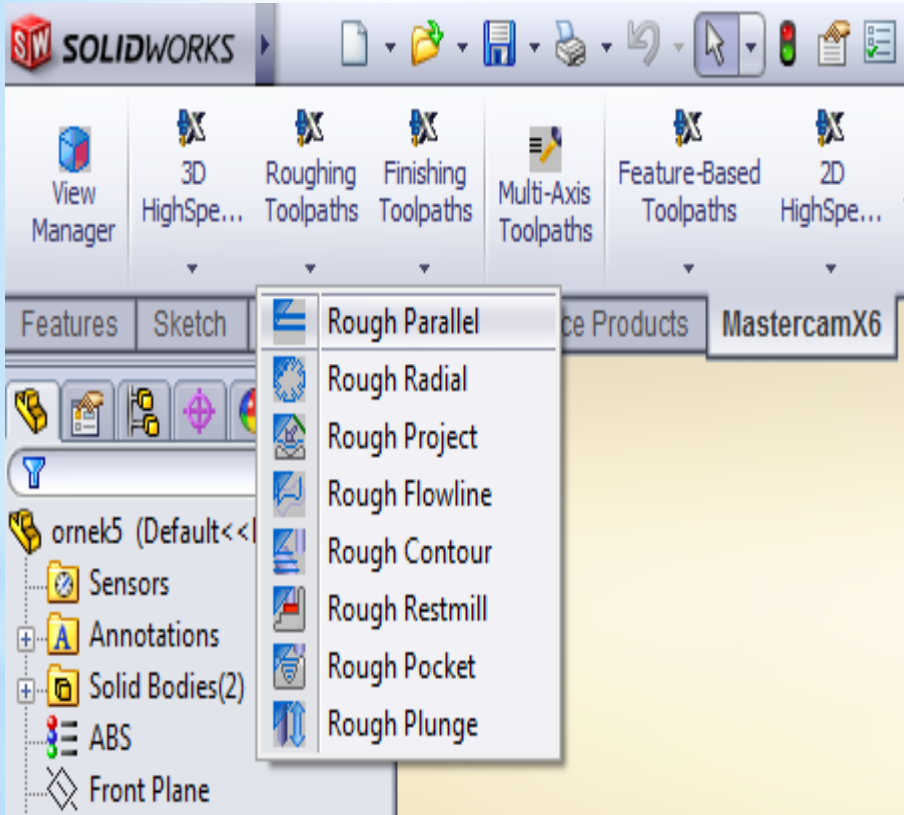 SW SOLIDWORKS
View Manager
3D HighSpe...
Roughing Toolpaths
Finishing Toolpaths
Multi-Axis Toolpaths
Feature-Based Toolpaths
2D HighSpe...
Features
Sketch
ce Products
MastercamX6
Rough Parallel
Rough Radial
Rough Project
Rough Flowline
Rough Contour
Rough Restmill
Rough Pocket
Rough Plunge
ornek5 (Default<<
Sensors
A Annotations
Solid Bodies(2)
ABS
Front Plane